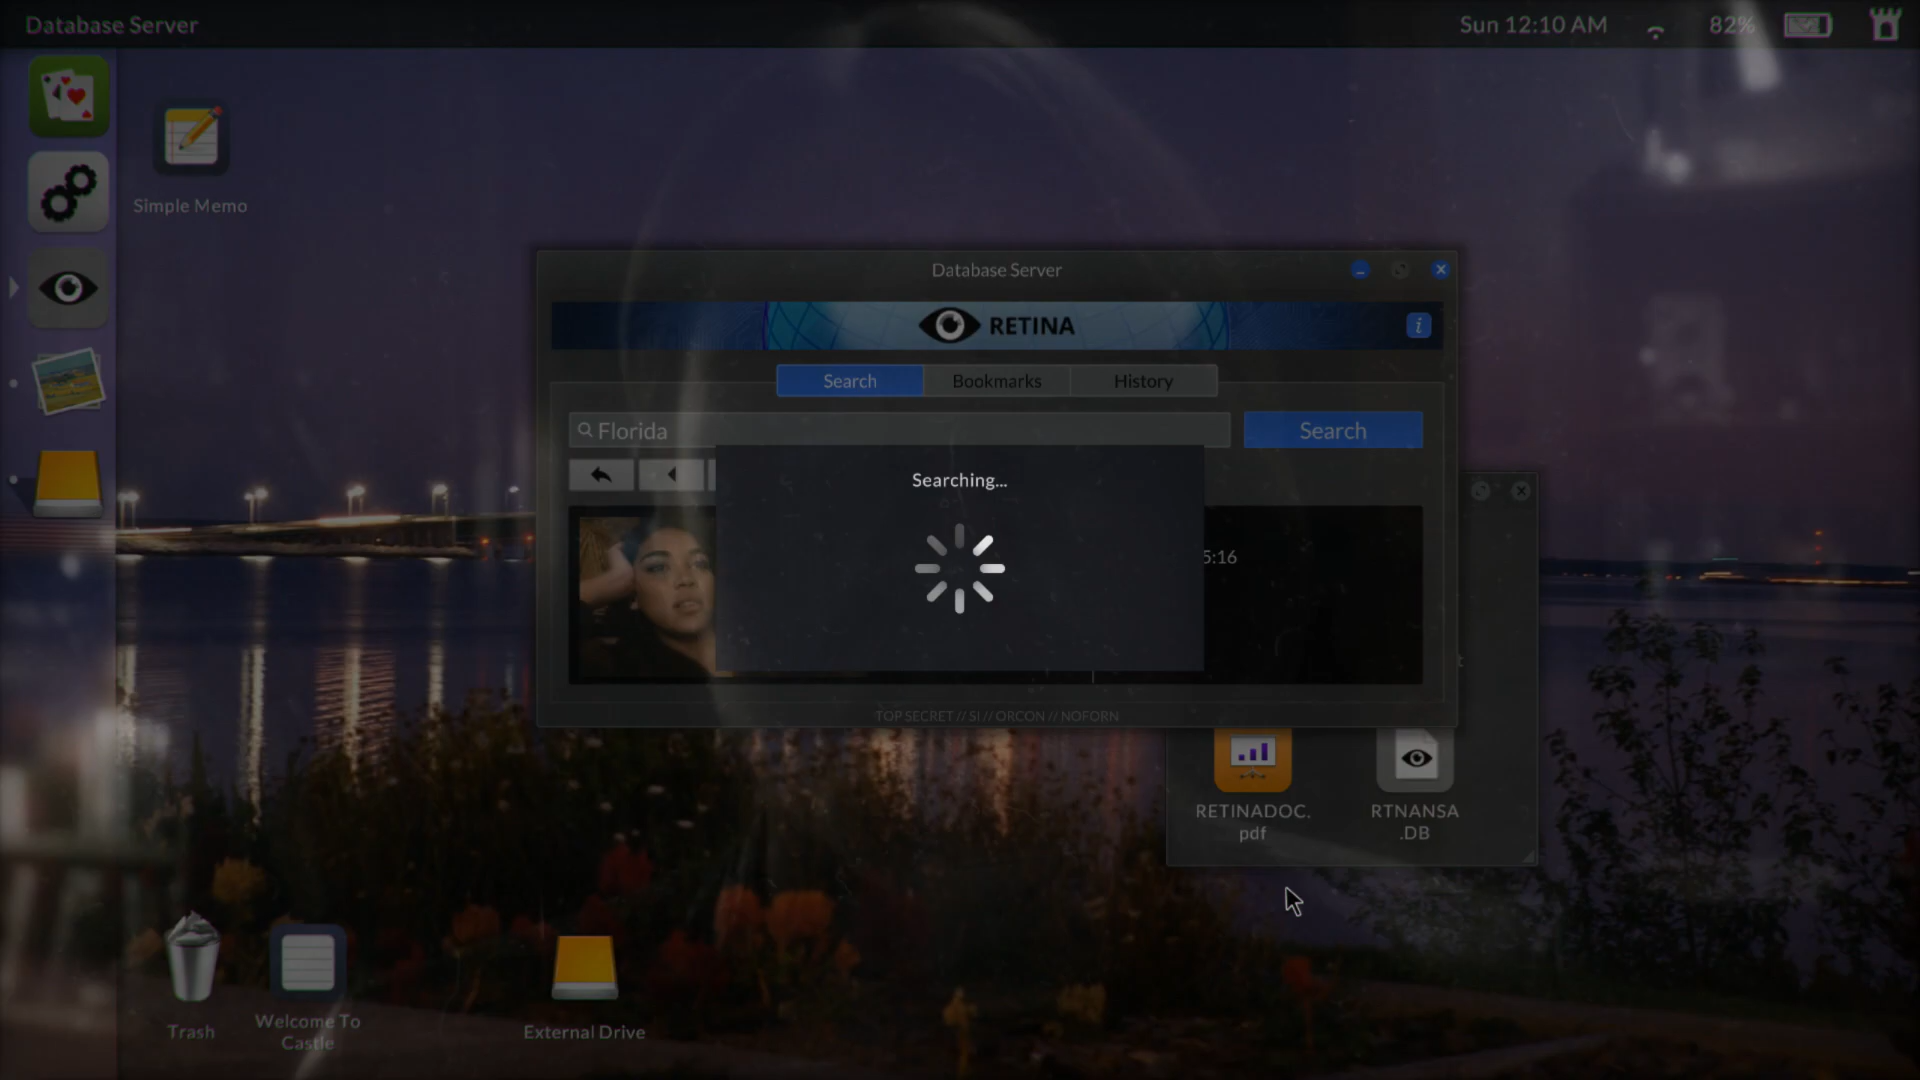 Database Server
Sun 12:10 AM
82%
Simple Memo
Database Server
RETINA
i
Search
Bookmarks
History
Florida
Search
Searching...
5:16
TOP SECRET // SI // ORCON // NOFORN
RETINADOC.
pdf
RTNANSA
.DB
Trash
Welcome To
Castle
External Drive